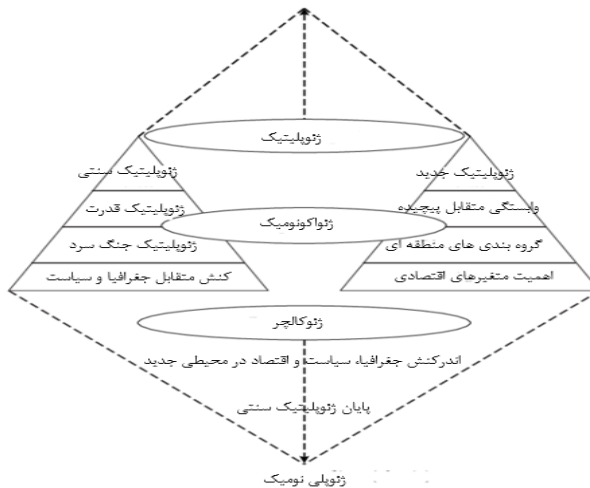 ژئوپلیتیک
ژئوپلیتیک جدید
ژئوپلیتیک سنتی
وابستگی متقابل پیچیده
ژئواکونومیک
ژئوپلیتیک قدرت
گروه بندی های منطقه ای
ژئوپلیتیک جنگ سرد
اهمیت متغیرهای اقتصادی
کنش متقابل جغرافیا و سیاست
ژئوکالچر
اندرکنش جغرافیا، سیاست و اقتصاد در محیطی جدید
پایان ژئوپلیتیک سنتی
ژئوپلی نومیک